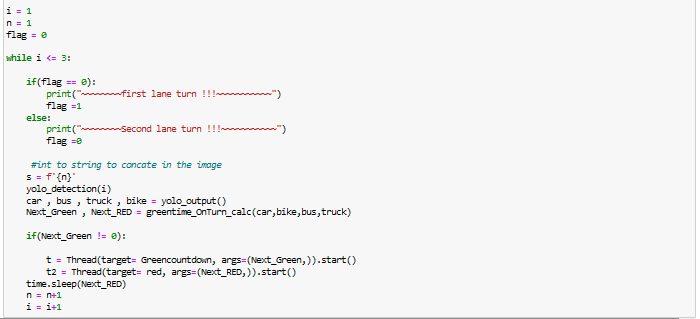 i = 1
n = 1
flag = 0
while i <= 3:
if(flag == 0):
print("~~~~~~~~first lane turn !!!~~~~~~~~~~~")
flag =1
else:
print("~~~~~~~~Second lane turn !!!~~~~~~~~~~~")
flag =0
#int to string to concate in the image
s = f'{n}'
yolo_detection(i)
car , bus , truck , bike = yolo_output()
Next_Green , Next_RED = greentime_OnTurn_calc(car,bike,bus,truck)
if(Next_Green != 0):
t = Thread(target= Greencountdown, args=(Next_Green,)).start()
t2 = Thread(target= red, args=(Next_RED,)).start()
time.sleep(Next_RED)
n = n+1
i = i+1